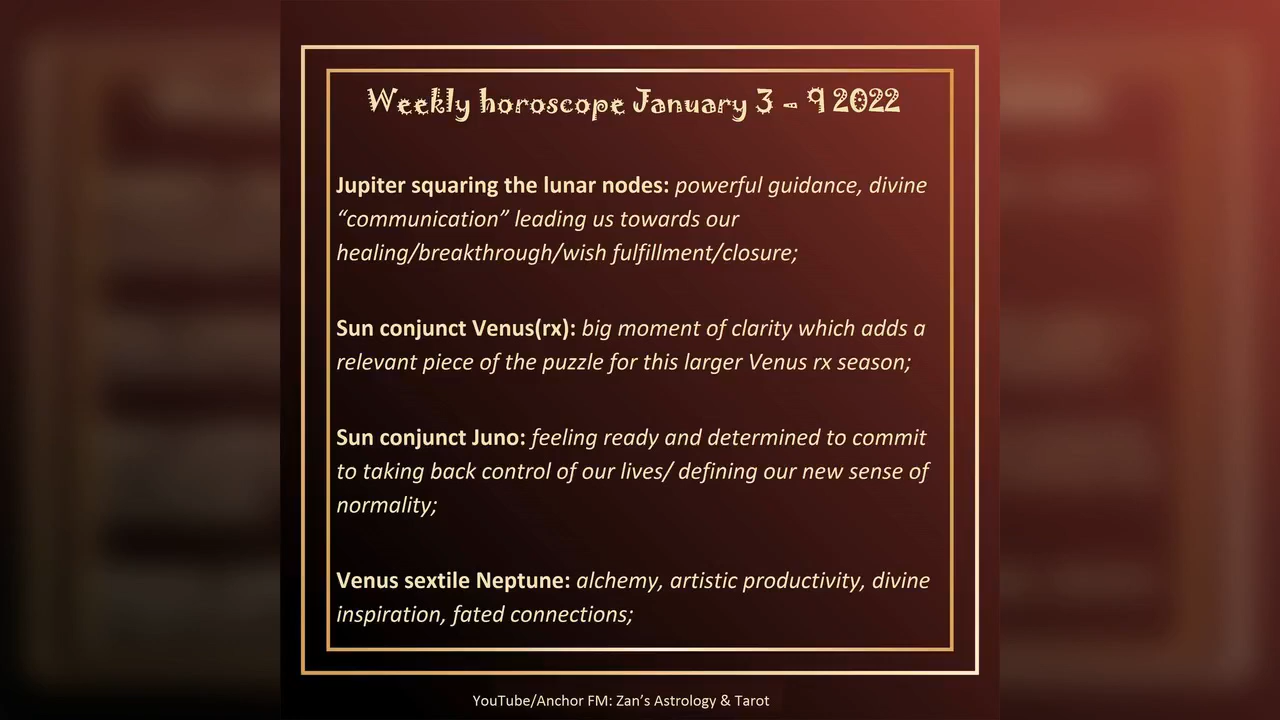 Weekly horoscope January 3 - 9 2022
Jupiter squaring the lunar nodes: powerful guidance, divine
“communication” leading us towards our
healing/breakthrough/wish fulfillment/closure;
Sun conjunct Venus(rx): big moment of clarity which adds a
relevant piece of the puzzle for this larger Venus rx season;
Sun conjunct Juno: feeling ready and determined to commit
to taking back control of our lives/ defining our new sense of
normality;
Venus sextile Neptune: alchemy, artistic productivity, divine
inspiration, fated connections;
YouTube/Anchor FM: Zan’s Astrology & Tarot